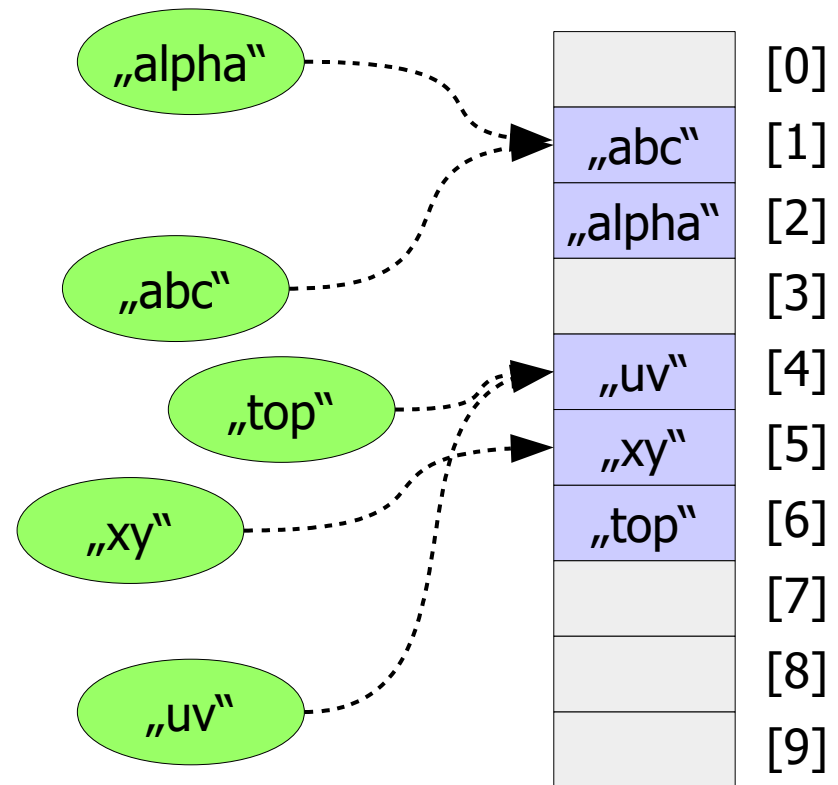 „alpha“
„abc“
„top“
„xy“
„uv“
[0]
„abc“ [1]
„alpha“ [2]
[3]
„uv“ [4]
„xy“ [5]
„top“ [6]
[7]
[8]
[9]